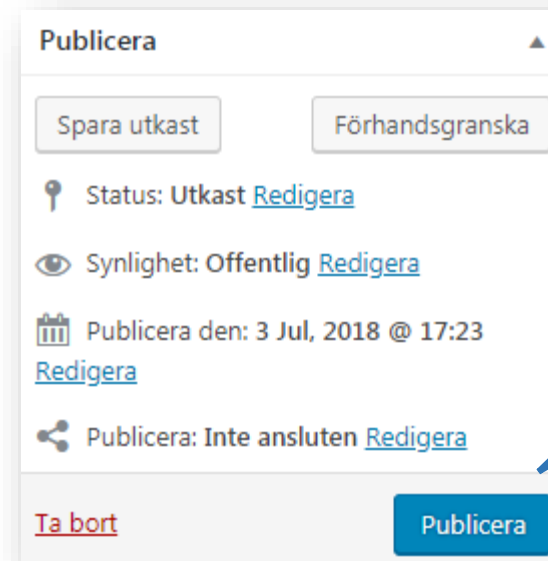 Publicera
Spara utkast
Förhandsgranska
Status: Utkast Redigera
Synlighet: Offentlig Redigera
Publicera den: 3 Jul, 2018 @ 17:23
Redigera
Publicera: Inte ansluten Redigera
Ta bort
Publicera